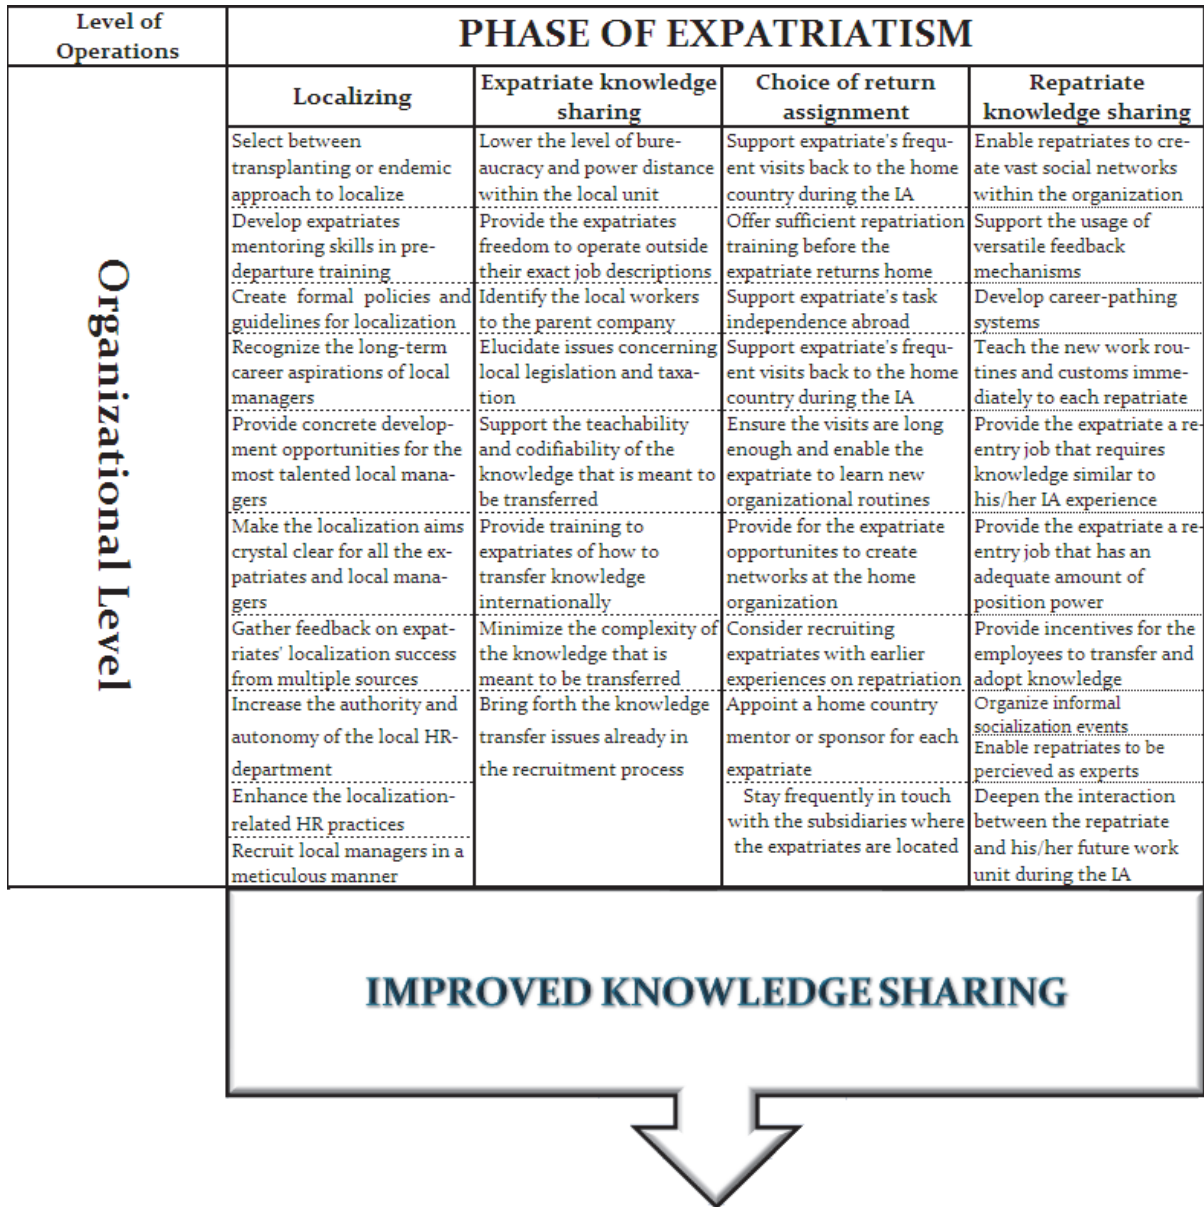 Level of
Operations
PHASE OF EXPATRIATISM
Organizational Level
Localizing
Select between
transplanting or endemic
approach to localize
Develop expatriates
mentoring skills in pre-
departure training
Create formal policies and
guidelines for localization
Recognize the long-term
career aspirations of local
managers
Provide concrete develop-
ment opportunities for the
most talented local mana-
gers
Make the localization aims
crystal clear for all the ex-
patriates and local mana-
gers
Gather feedback on expat-
riates' localization success
from multiple sources
Increase the authority and
autonomy of the local HR-
department
Enhance the localization-
related HR practices
Recruit local managers in a
meticulous manner
Expatriate knowledge
sharing
Lower the level of bure-
aucracy and power distance
within the local unit
Provide the expatriates
freedom to operate outside
their exact job descriptions
Identify the local workers
to the parent company
Elucidate issues concerning
local legislation and taxa-
tion
Support the teachability
and codifiability of the
knowledge that is meant to
be transferred
Provide training to
expatriates of how to
transfer knowledge
internationally
Minimize the complexity of
the knowledge that is
meant to be transferred
Bring forth the knowledge
transfer issues already in
the recruitment process
Choice of return
assignment
Support expatriate's frequ-
ent visits back to the home
country during the IA
Offer sufficient repatriation
training before the
expatriate returns home
Support expatriate's task
independence abroad
Support expatriate's frequ-
ent visits back to the home
country during the IA
Ensure the visits are long
enough and enable the
expatriate to learn new
organizational routines
Provide for the expatriate
opportunites to create
networks at the home
organization
Consider recruiting
expatriates with earlier
experiences on repatriation
Appoint a home country
mentor or sponsor for each
expatriate
Stay frequently in touch
with the subsidiaries where
the expatriates are located
Repatriate
knowledge sharing
Enable repatriates to cre-
ate vast social networks
within the organization
Support the usage of
versatile feedback
mechanisms
Develop career-pathing
systems
Teach the new work rou-
tines and customs imme-
diately to each repatriate
Provide the expatriate a re-
entry job that requires
knowledge similar to
his/her IA experience
Provide the expatriate a re-
entry job that has an
adequate amount of
position power
Provide incentives for the
employees to transfer and
adopt knowledge
Organize informal
socialization events
Enable repatriates to be
percieved as experts
Deepen the interaction
between the repatriate
and his/her future work
unit during the IA
IMPROVED KNOWLEDGE SHARING